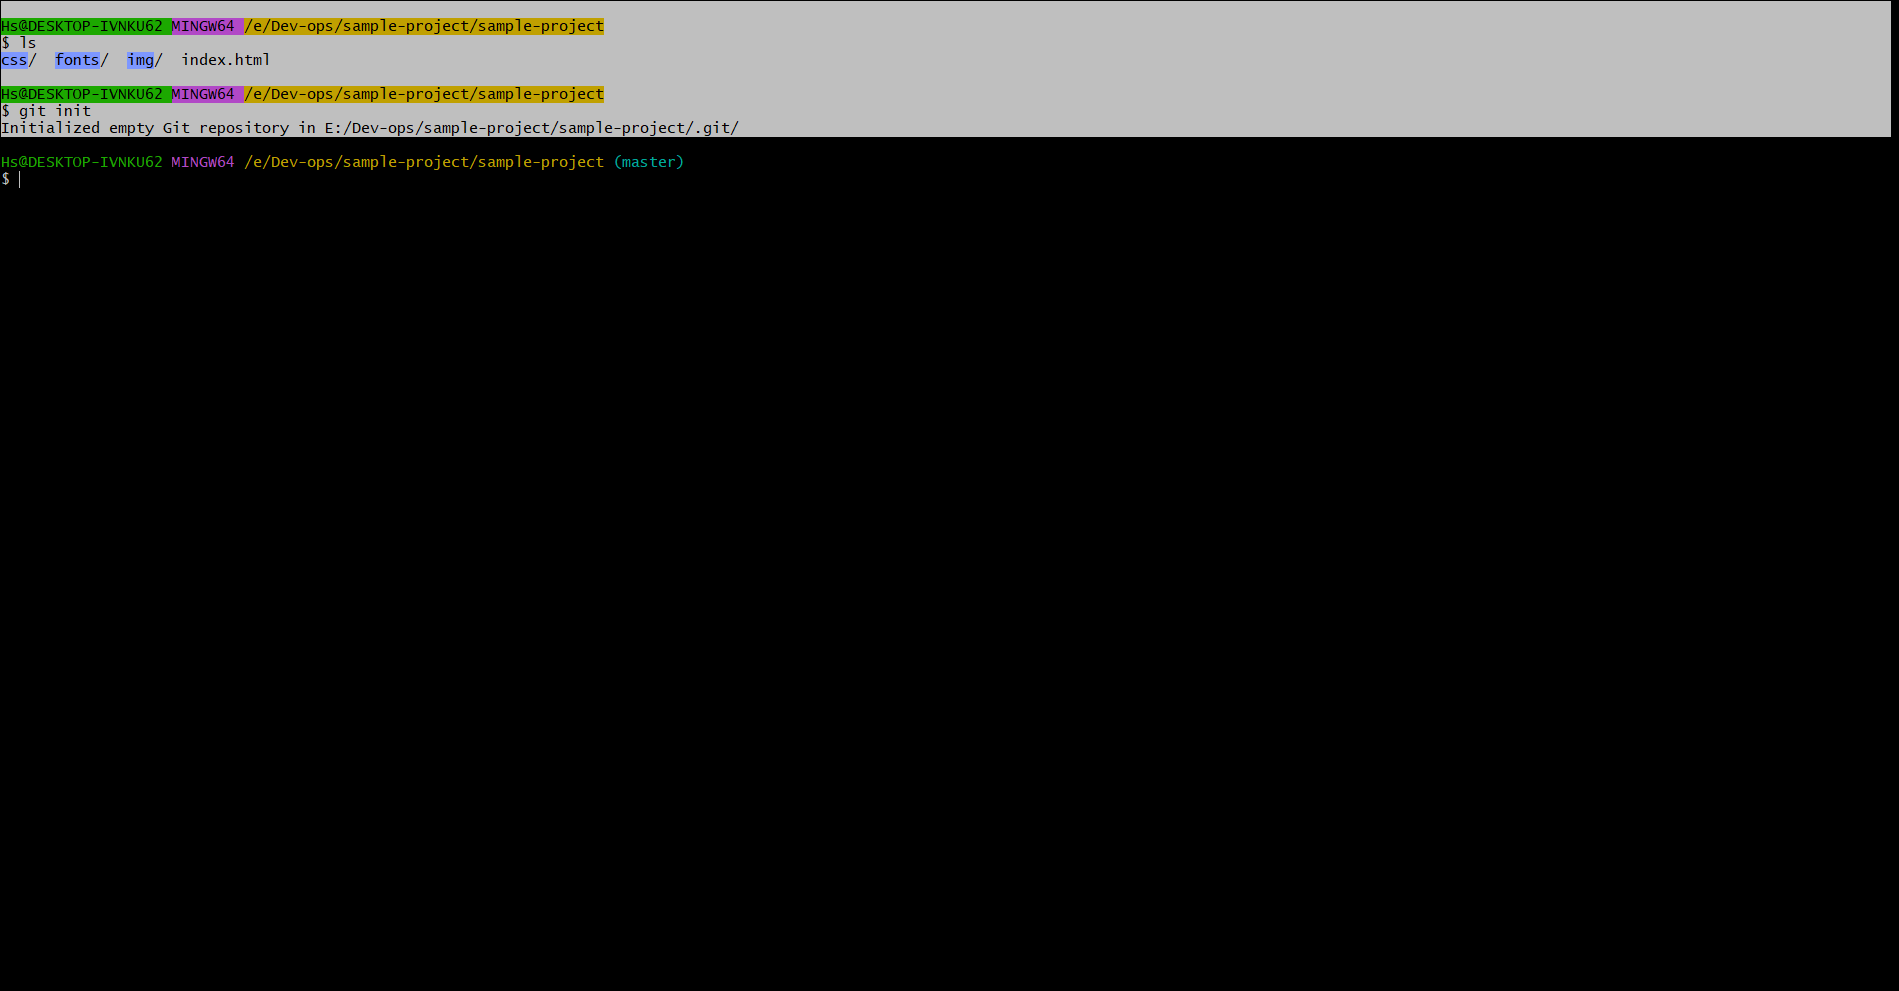 Hs@DESKTOP-IVNKU62 MINGW64 /e/Dev-ops/sample-project/sample-project
$ ls
css/  fonts/  img/  index.html
Hs@DESKTOP-IVNKU62 MINGW64 /e/Dev-ops/sample-project/sample-project
$ git init
Initialized empty Git repository in E:/Dev-ops/sample-project/sample-project/.git/
Hs@DESKTOP-IVNKU62 MINGW64 /e/Dev-ops/sample-project/sample-project (master)
$